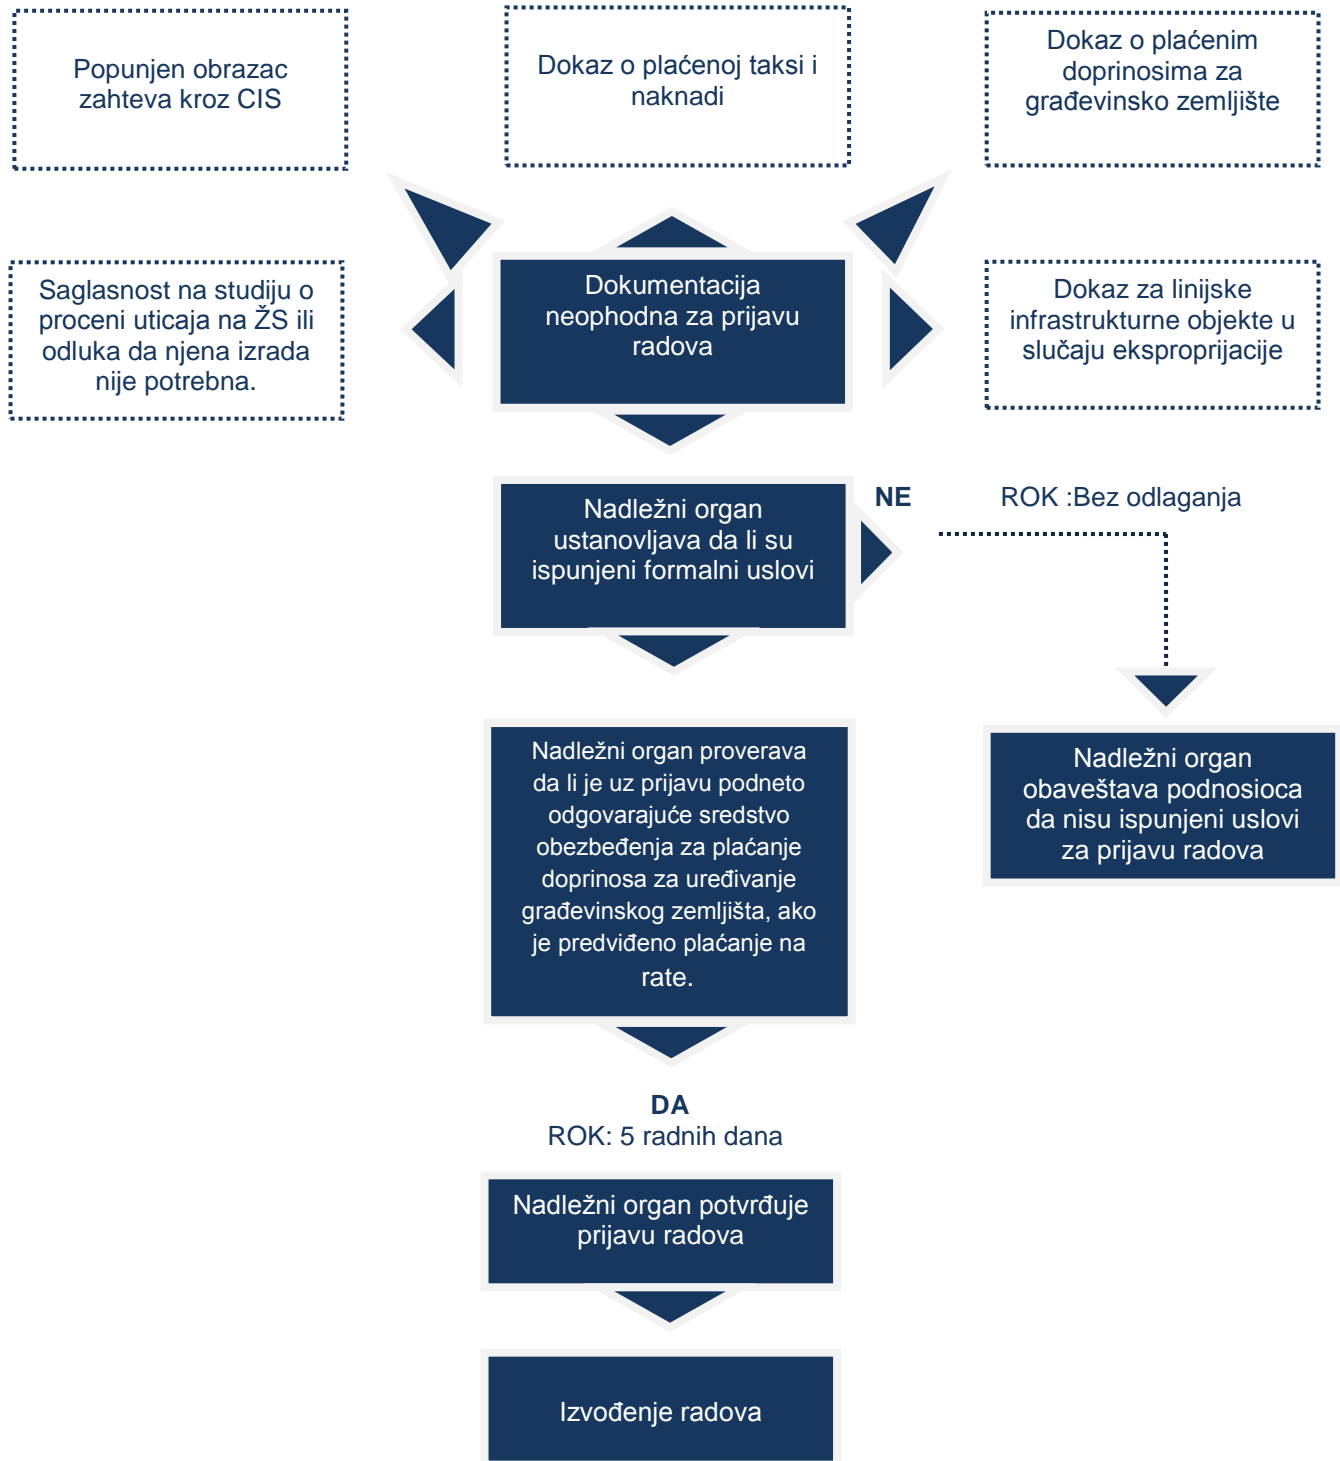 Popunjen obrazac
zahteva kroz CIS
Dokaz o plaćenoj taksi i
naknadi
Dokaz o plaćenim
doprinosima za
građevinsko zemljište
Saglasnost na studiju o
proceni uticaja na ŽS ili
odluka da njena izrada
nije potrebna.
Dokumentacija
neophodna za prijavu
radova
Dokaz za linijske
infrastrukturne objekte u
slučaju eksproprijacije
Nadležni organ
ustanovljava da li su
ispunjeni formalni uslovi
NE
ROK :Bez odlaganja
Nadležni organ proverava
da li je uz prijavu podneto
odgovarajuće sredstvo
obezbeđenja za plaćanje
doprinosa za uređivanje
građevinskog zemljišta, ako
je predviđeno plaćanje na
rate.
Nadležni organ
obaveštava podnosioca
da nisu ispunjeni uslovi
za prijavu radova
DA
ROK: 5 radnih dana
Nadležni organ potvrđuje
prijavu radova
Izvođenje radova